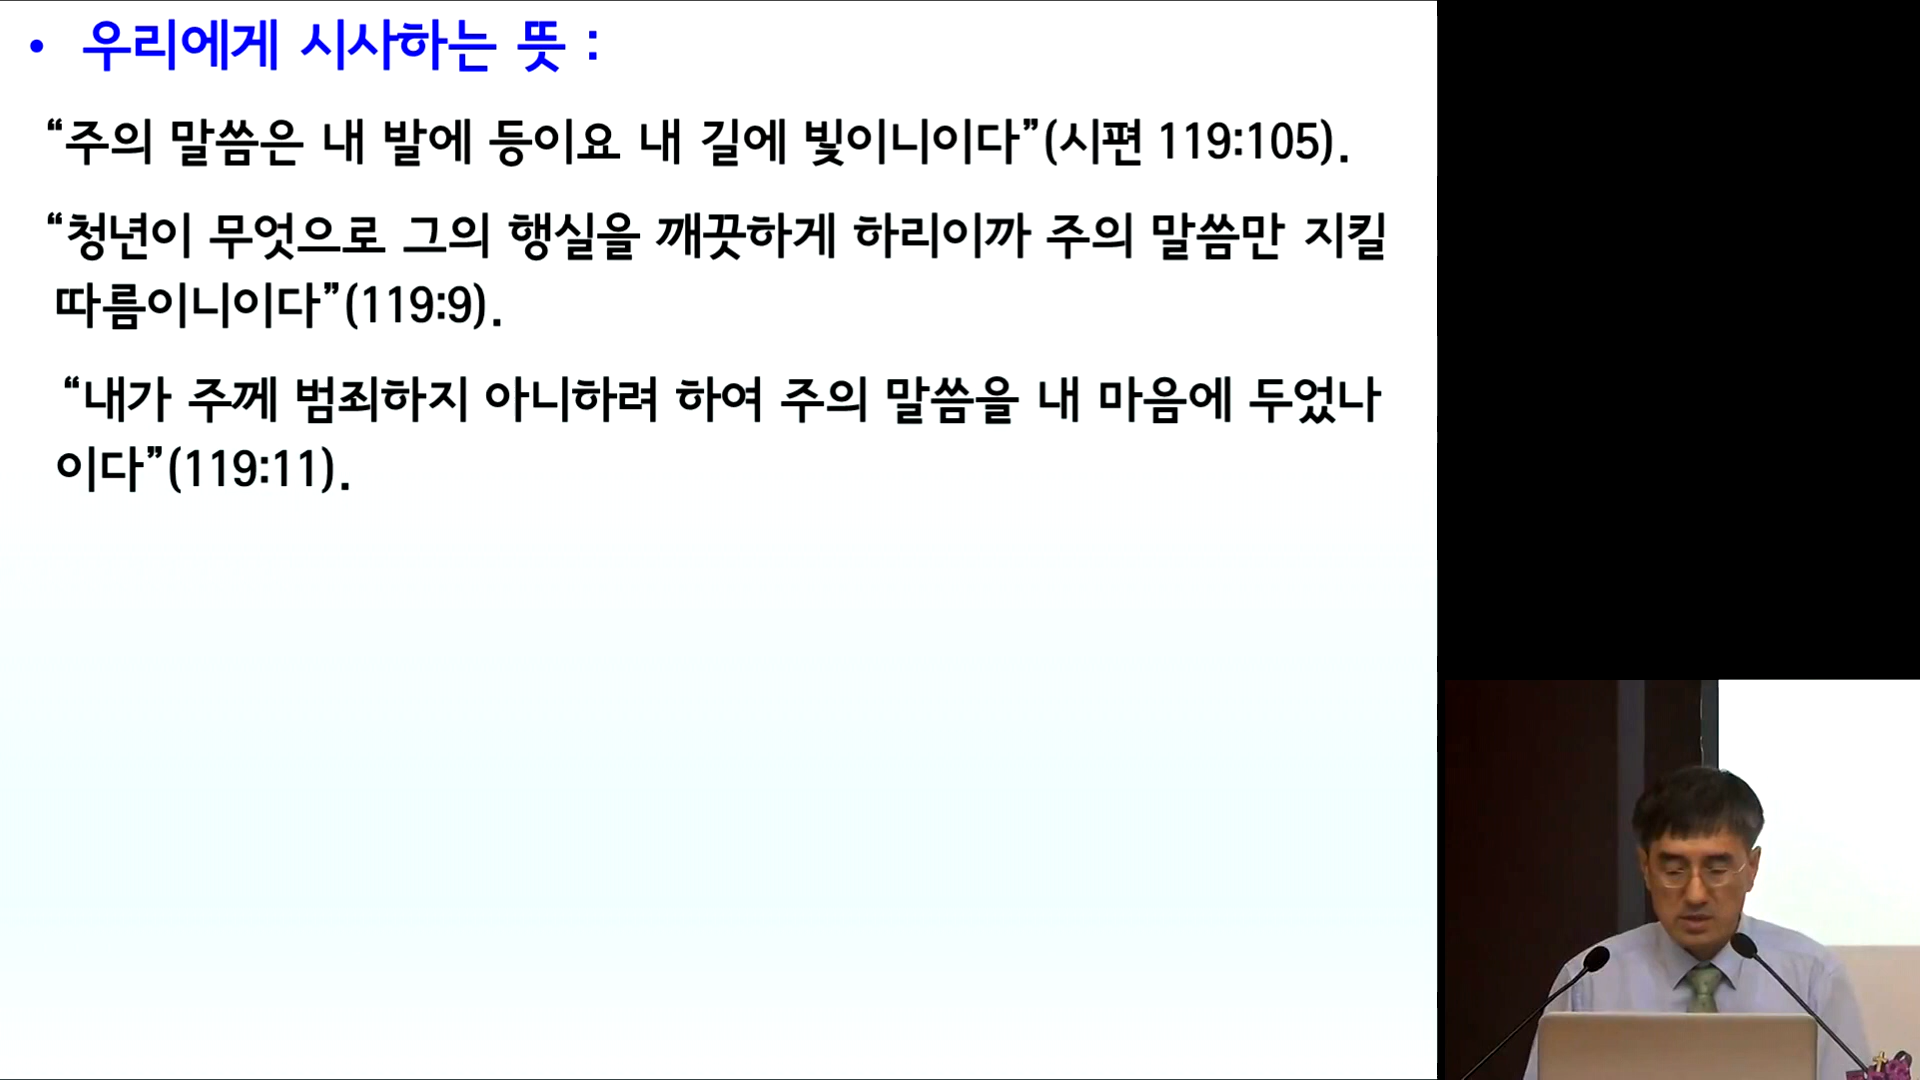 • 우리에게 시사하는 뜻 :
“주의 말씀은 내 발에 등이요 내 길에 빛이니이다”(시편 119:105).
“청년이 무엇으로 그의 행실을 깨끗하게 하리이까 주의 말씀만 지킬
따름이니이다”(119:9).
“내가 주께 범죄하지 아니하려 하여 주의 말씀을 내 마음에 두었나
이다”(119:11).